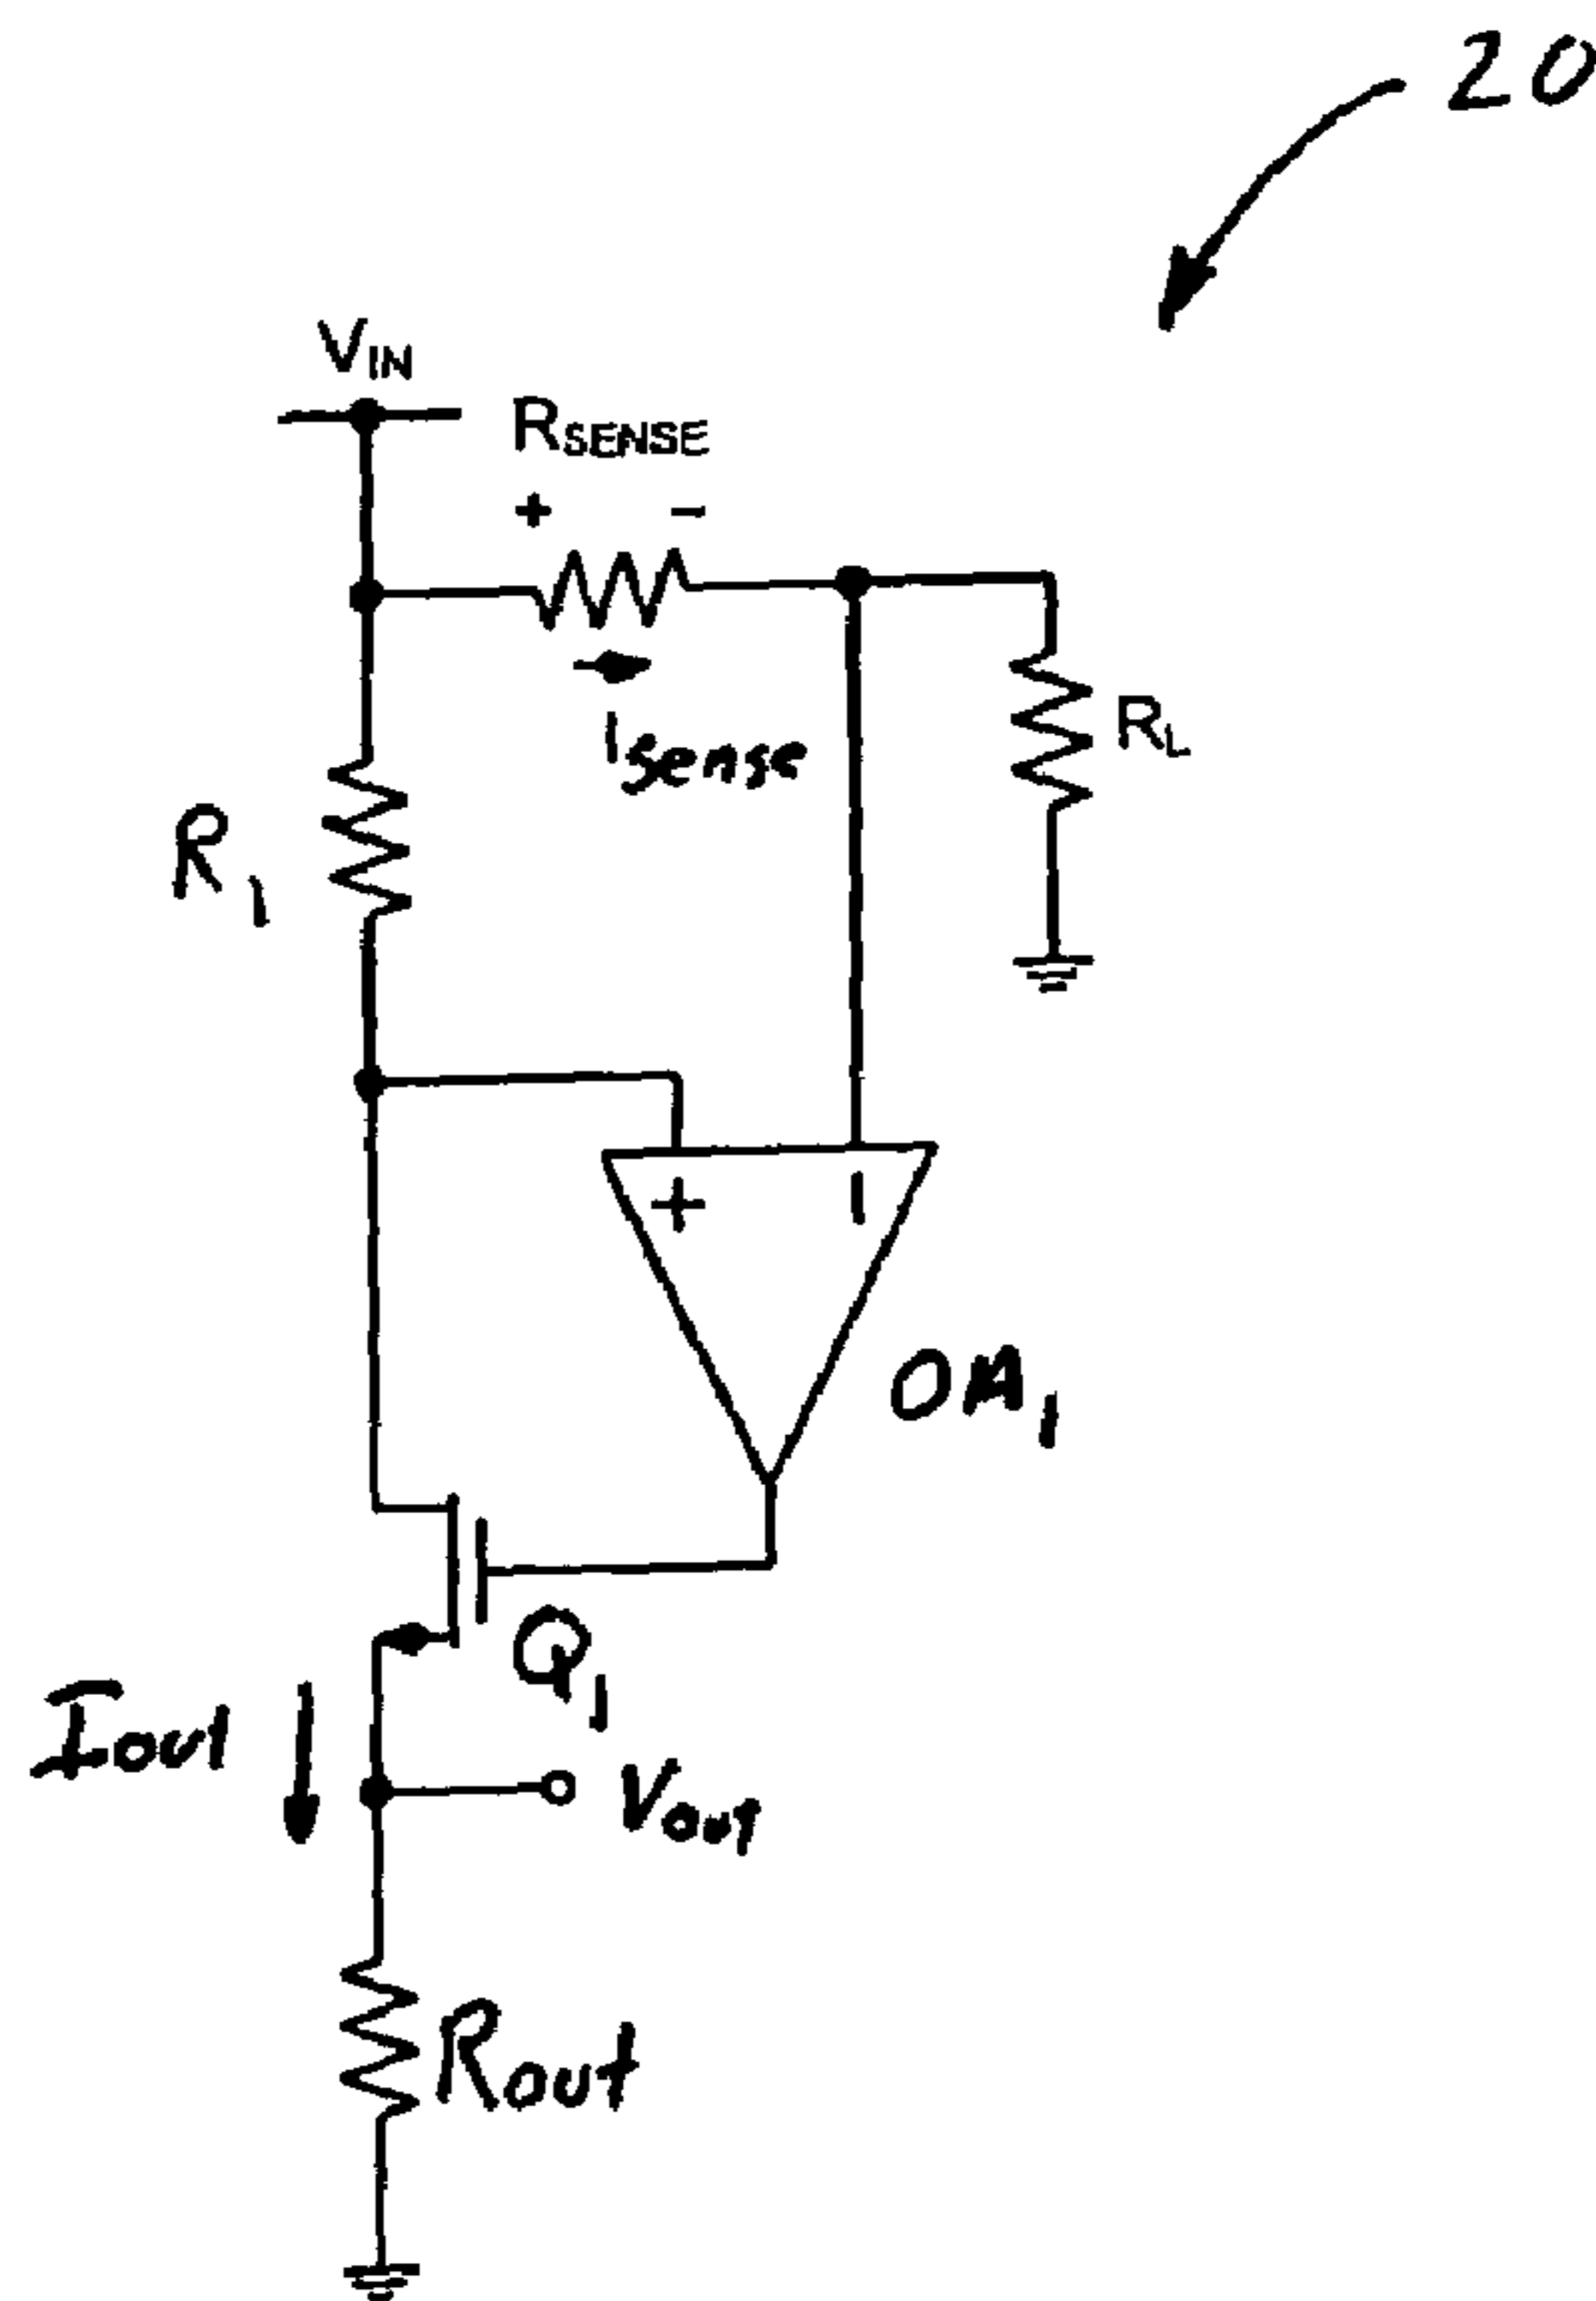 20
VIN
RSENSE
+ -
Isense
RL
R1
+ -
OA1
Q1
Iout
Vout
Rout